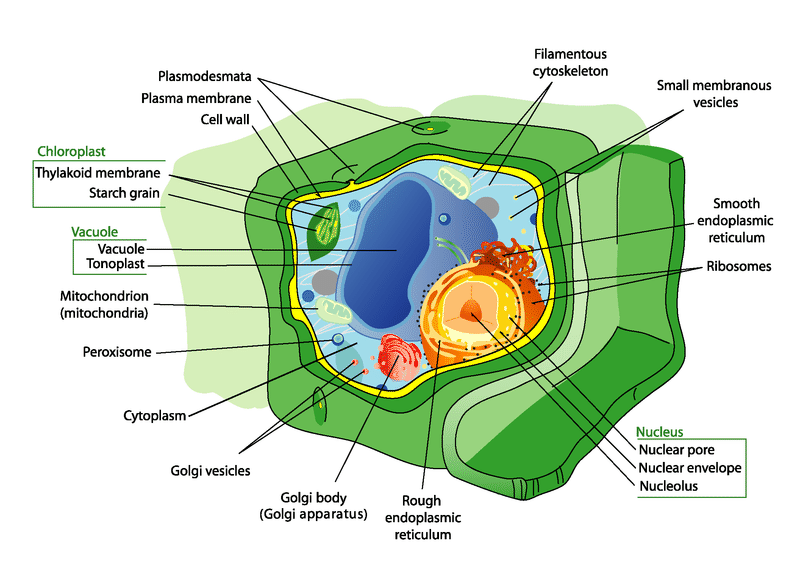 Plasmodesmata
Plasma membrane
Cell wall
Chloroplast
Thylakoid membrane
Starch grain
Vacuole
Vacuole
Tonoplast
Mitochondrion
(mitochondria)
Peroxisome
Cytoplasm
Golgi vesicles
Golgi body
(Golgi apparatus)
Rough
endoplasmic
reticulum
Filamentous
cytoskeleton
Small membranous
vesicles
Smooth
endoplasmic
reticulum
Ribosomes
Nucleus
Nuclear pore
Nuclear envelope
Nucleolus